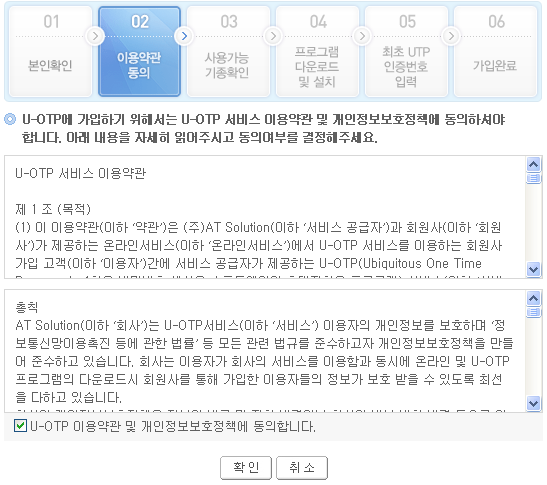 01
본인확인
02
이용약관
동의
03
사용가능
기종확인
04
프로그램
다운로드
및 설치
05
최초 UTP
인증번호
입력
06
가입완료
U-OTP에 가입하기 위해서는 U-OTP 서비스 이용약관 및 개인정보보호정책에 동의하셔야
합니다. 아래 내용을 자세히 읽어주시고 동의여부를 결정해주세요.
U-OTP 서비스 이용약관
제 1 조 (목적)
(1) 이 이용약관(이하 ‘약관’)은 (주)AT Solution(이하 ‘서비스 공급자’)과 회원사(이하 ‘회원
사’)가 제공하는 온라인서비스(이하 ‘온라인서비스’)에서 U-OTP 서비스를 이용하는 회원사
가입 고객(이하 ‘이용자’)간에 서비스 공급자가 제공하는 U-OTP(Ubiquitous One Time
총칙
AT Solution(이하 ‘회사’)는 U-OTP서비스(이하 ‘서비스’) 이용자의 개인정보를 보호하며 ‘정
보통신망이용촉진 등에 관한 법률’ 등 모든 관련 법규를 준수하고자 개인정보보호정책을 만들
어 준수하고 있습니다. 회사는 이용자가 회사의 서비스를 이용함과 동시에 온라인 및 U-OTP
프로그램의 다운로드시 회원사를 통해 가입한 이용자들의 정보가 보호 받을 수 있도록 최선
을 다하고 있습니다.
U-OTP 이용약관 및 개인정보보호정책에 동의합니다.
확 인
취 소